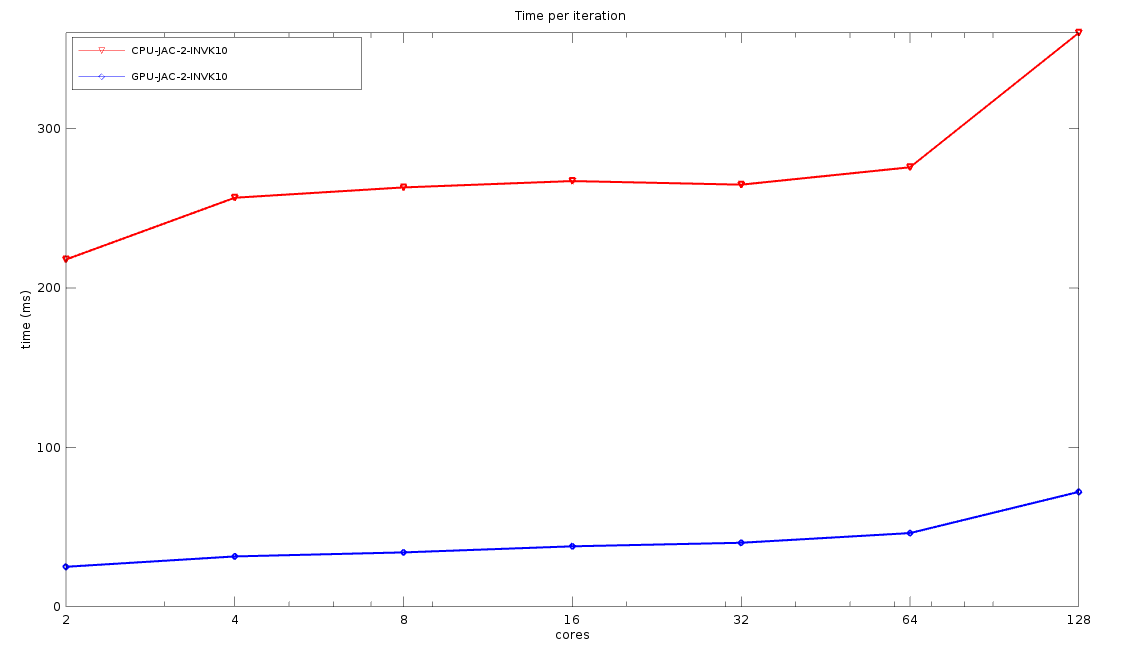 Time per iteration
CPU-JAC-2-INVK10
GPU-JAC-2-INVK10
300
200
100
0
time (ms)
2 4 8 16 32 64 128
cores